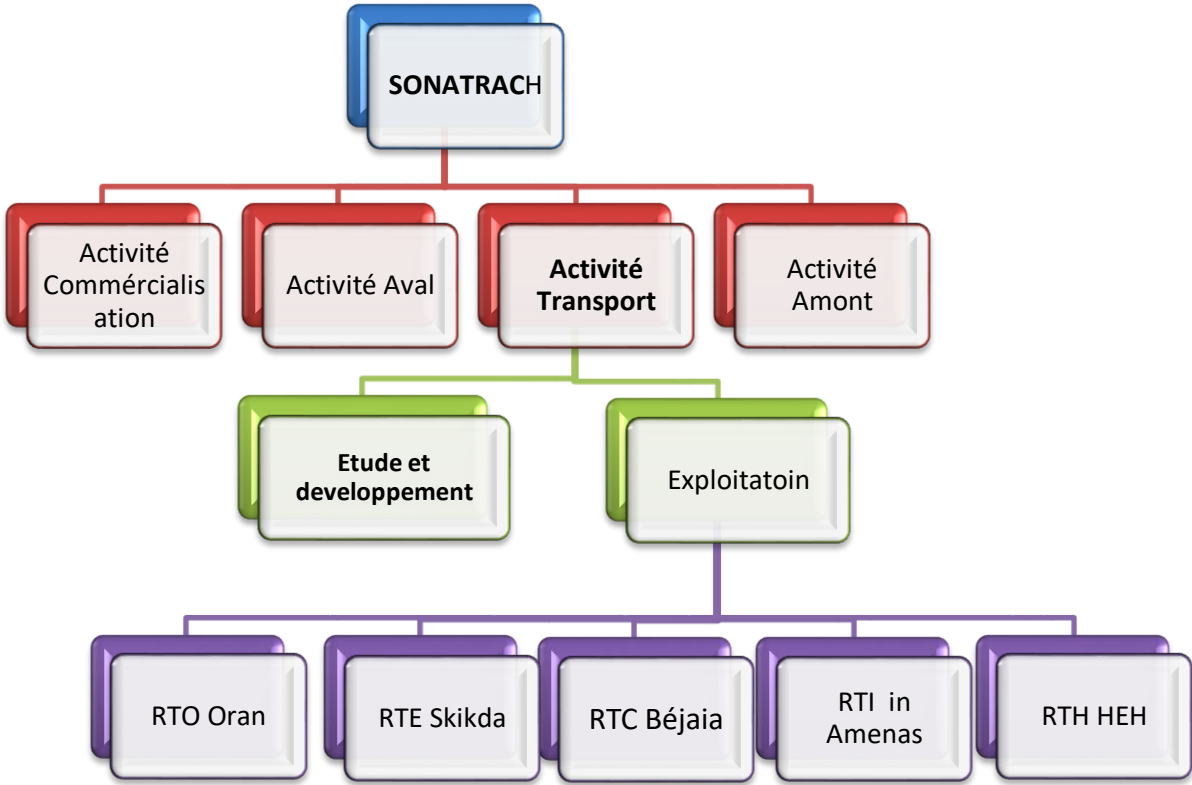 SONATRACH
Activité
Commércialis
ation
Activité Aval
Activité
Transport
Activité
Amont
Etude et
developpement
Exploitatoin
RTO Oran
RTE Skikda
RTC Béjaia
RTI in
Amenas
RTH HEH